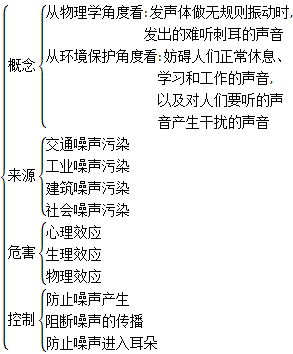 从物理学角度看:发声体做无规则振动时,
发出的难听刺耳的声音
概念
从环境保护角度看:妨碍人们正常休息、
学习和工作的声音,
以及对人们要听的声
音产生干扰的声音
交通噪声污染
工业噪声污染
来源
建筑噪声污染
社会噪声污染
心理效应
危害
生理效应
物理效应
防止噪声产生
控制
阻断噪声的传播
防止噪声进入耳朵